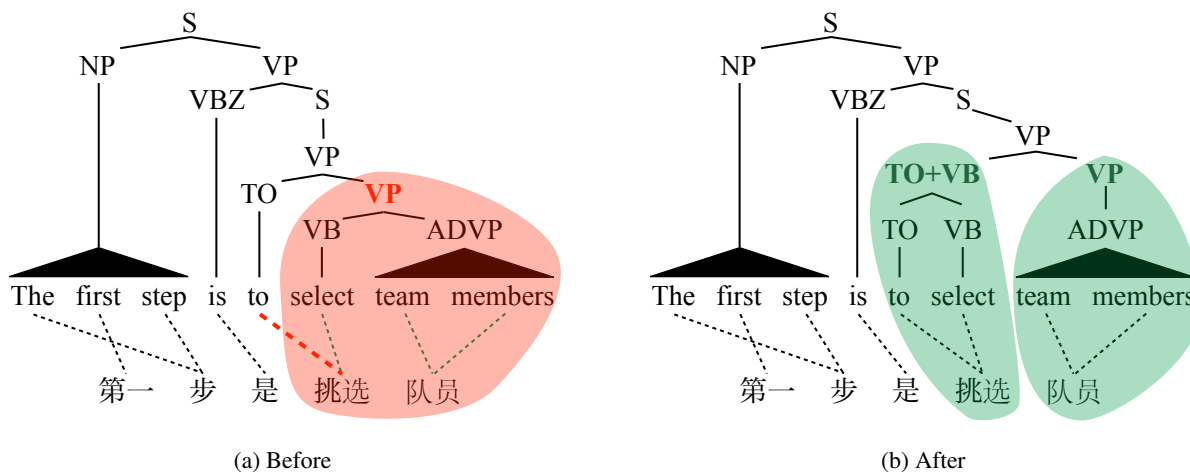 S
NP VP
VBZ S
VP
TO VP
VB ADVP
The first step is to select team members
第一 步 是 挑选 队员
(a) Before
S
NP VP
VBZ S
VP
TO+VB VP
TO VB ADVP
The first step is to select team members
第一 步 是 挑选 队员
(b) After